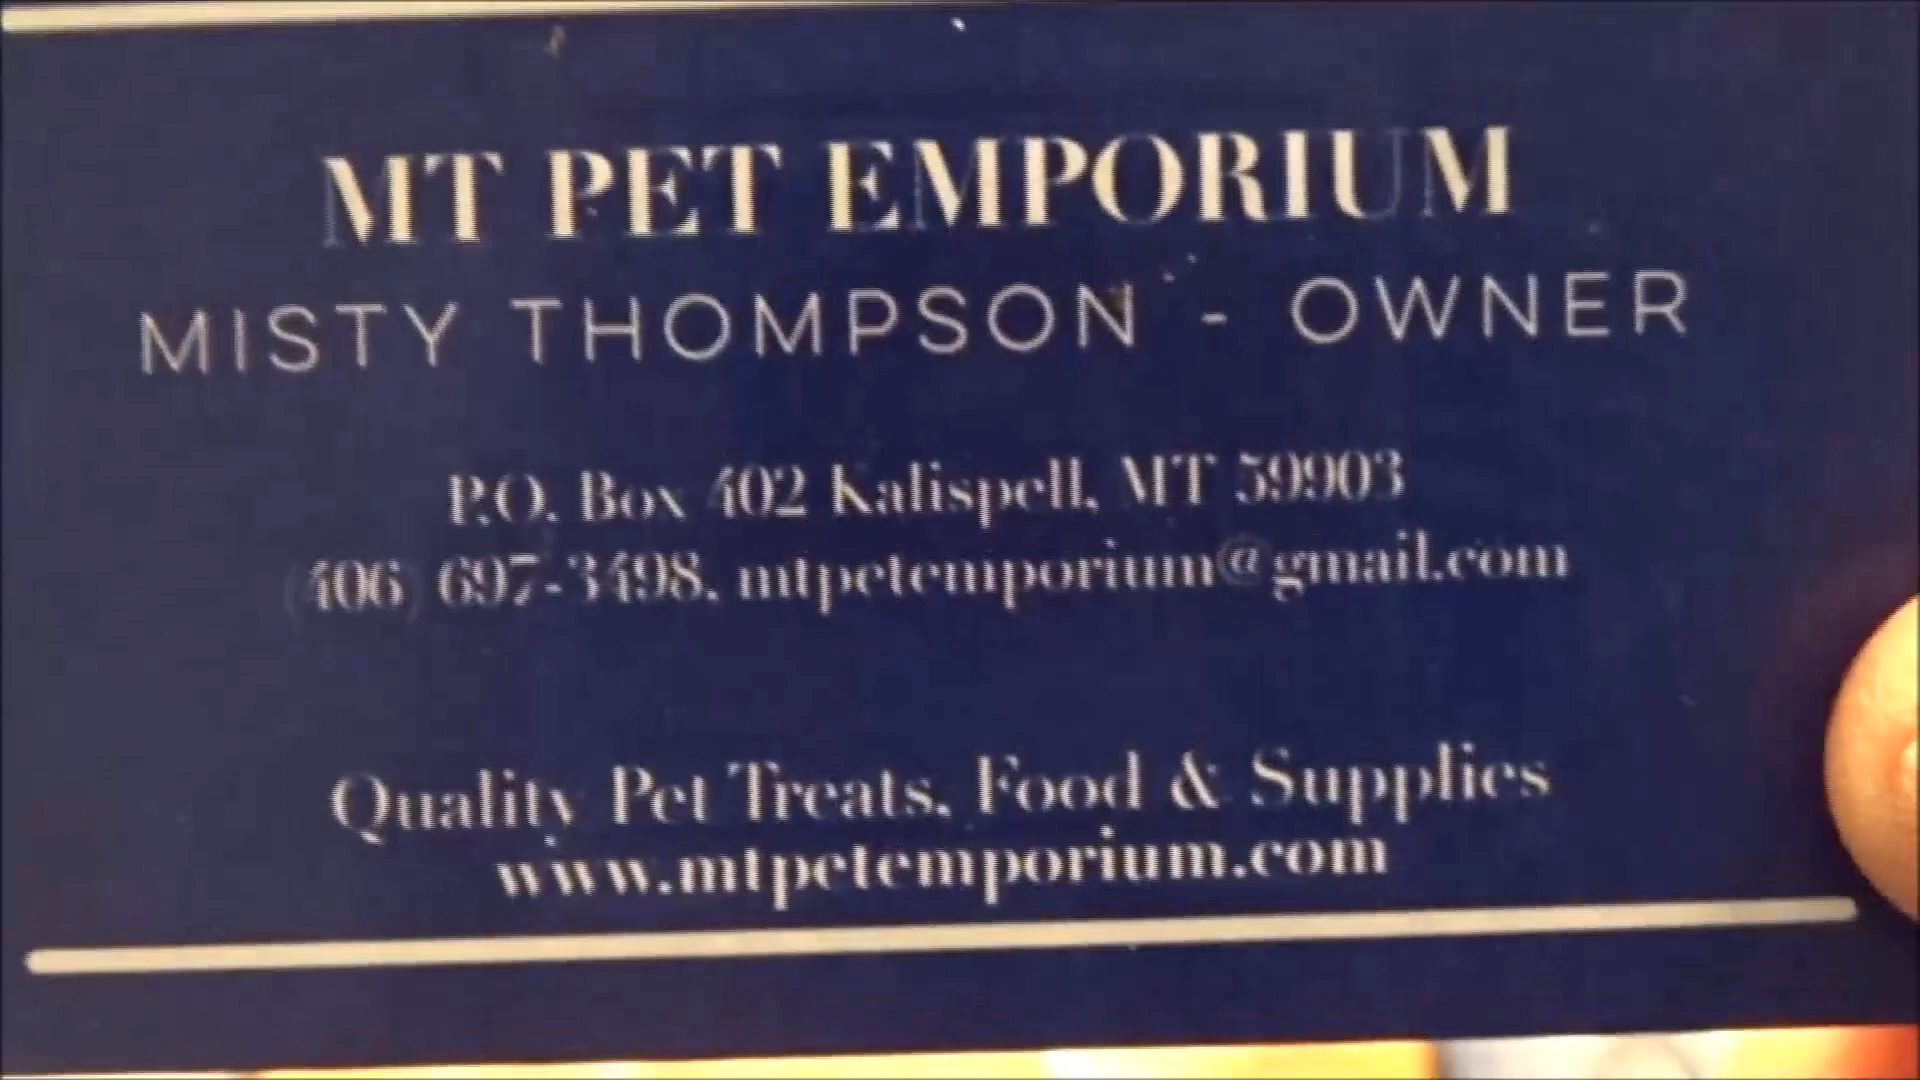 MT PET EMPORIUM
MISTY THOMPSON - OWNER
P.O. Box 402 Kalispell, MT 59903
(406) 697-3498, mtpetemporium@gmail.com
Quality Pet Treats, Food & Supplies
www.mtpetemporium.com